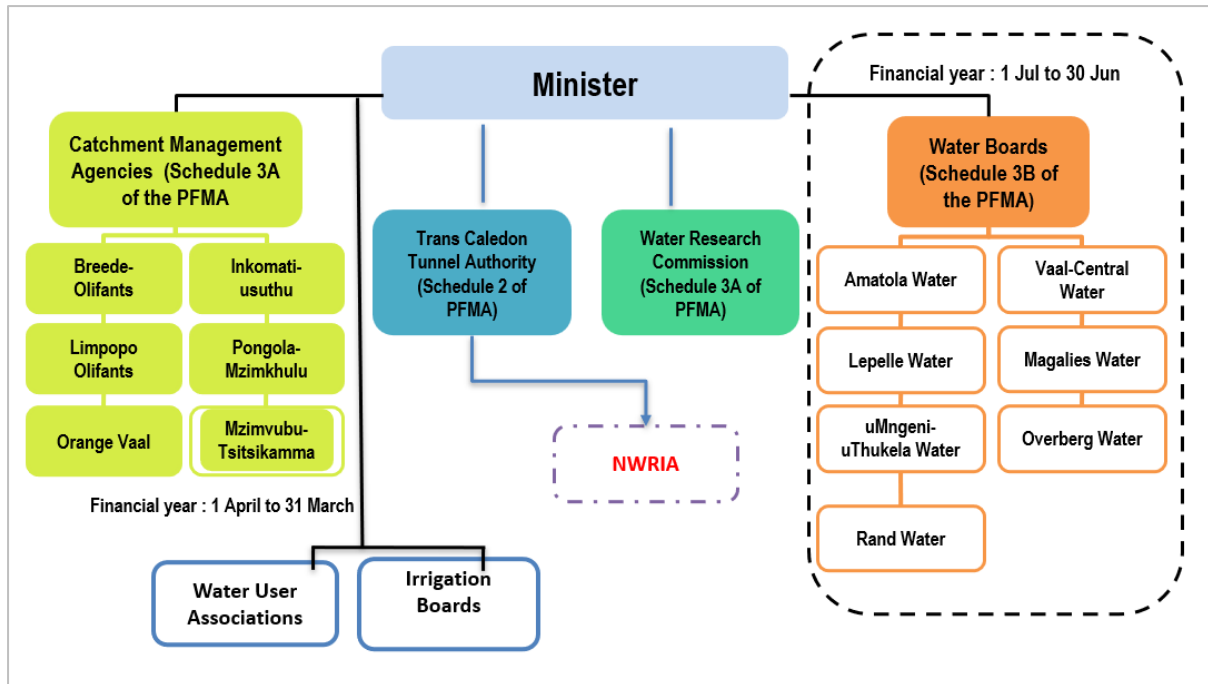 Minister
Financial year : 1 Jul to 30 Jun
Catchment Management
Agencies (Schedule 3A
of the PFMA
Breede-
Olifants
Inkomati-
usuthu
Limpopo
Olifants
Pongola-
Mzimkhulu
Orange Vaal
Mzimvubu-
Tsitsikamma
Financial year : 1 April to 31 March
Water User
Associations
Irrigation
Boards
Trans Caledon
Tunnel Authority
(Schedule 2 of
PFMA)
NWRIA
Water Research
Commission
(Schedule 3A of
PFMA)
Water Boards
(Schedule 3B of
the PFMA)
Amatola Water
Vaal-Central
Water
Lepelle Water
Magalies Water
uMngeni-
uThukela Water
Overberg Water
Rand Water